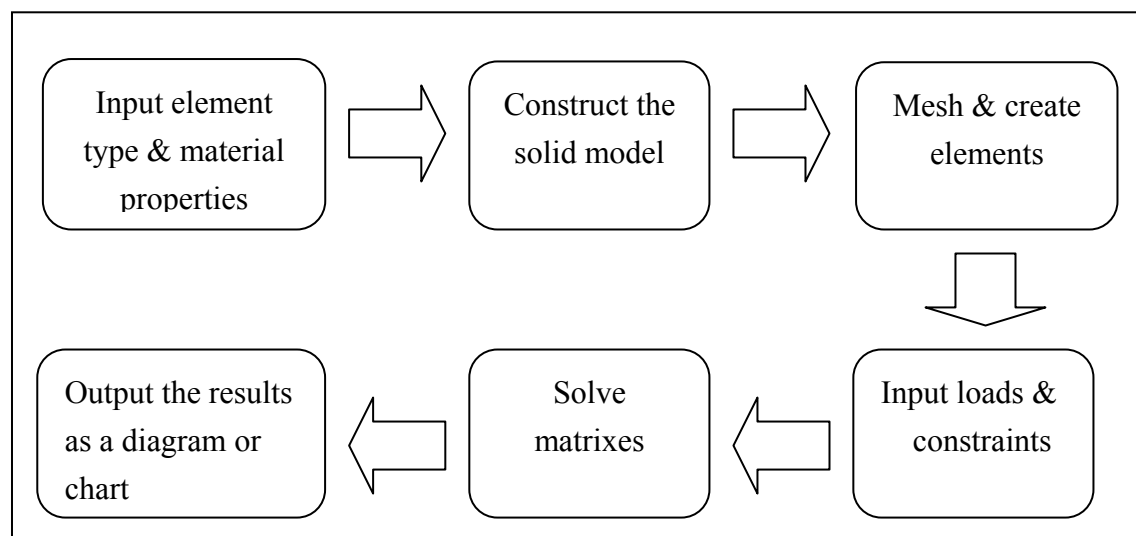 Input element
type & material
properties
Construct the
solid model
Mesh & create
elements
Input loads &
constraints
Solve
matrixes
Output the results
as a diagram or
chart